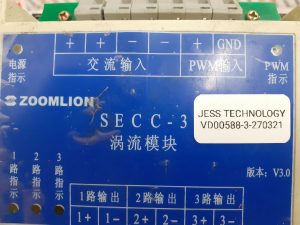 + + − − + GND
电源指示
交流输入
PWM输入
PWM指示
ZOOMLION
SECC-3
涡流模块
JESS TECHNOLOGY
VD00588-3-270321
1路指示
2路指示
3路指示
版本：V3.0
1路输出 2路输出 3路输出
1+ 1- 2+ 2- 3+ 3-